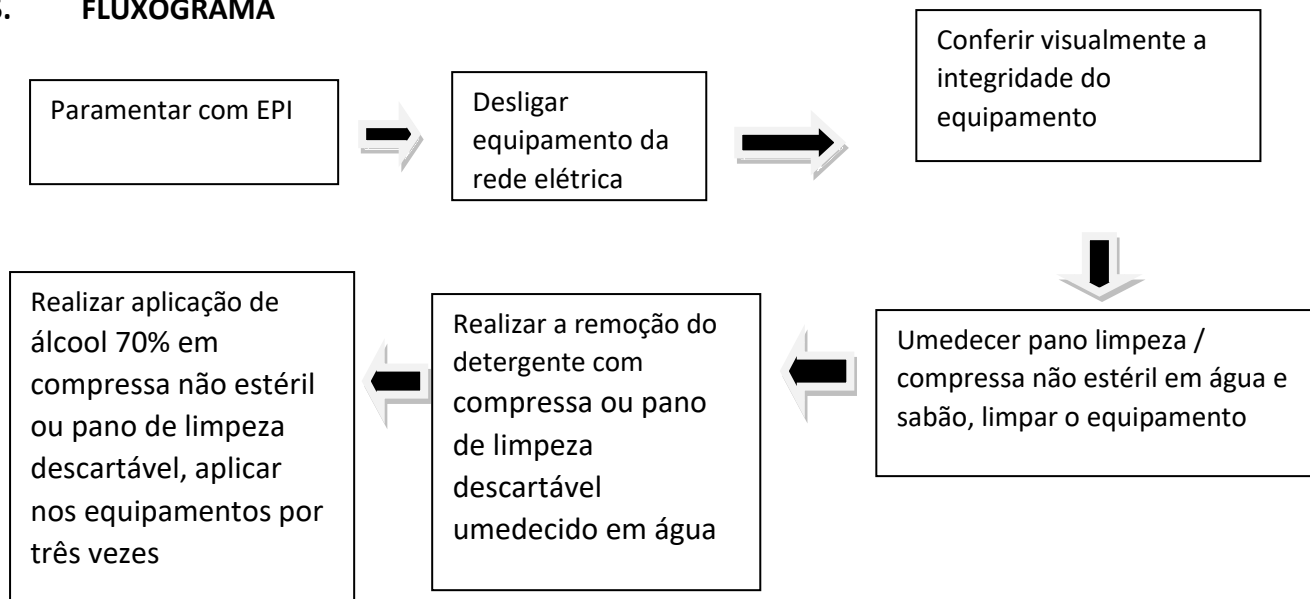 FLUXOGRAMA
Paramentar com EPI
Desligar
equipamento da
rede elétrica
Conferir visualmente a
integridade do
equipamento
Umedecer pano limpeza /
compressa não estéril em água e
sabão, limpar o equipamento
Realizar a remoção do
detergente com
compressa ou pano
de limpeza
descartável
umedecido em água
Realizar aplicação de
álcool 70% em
compressa não estéril
ou pano de limpeza
descartável, aplicar
nos equipamentos por
três vezes